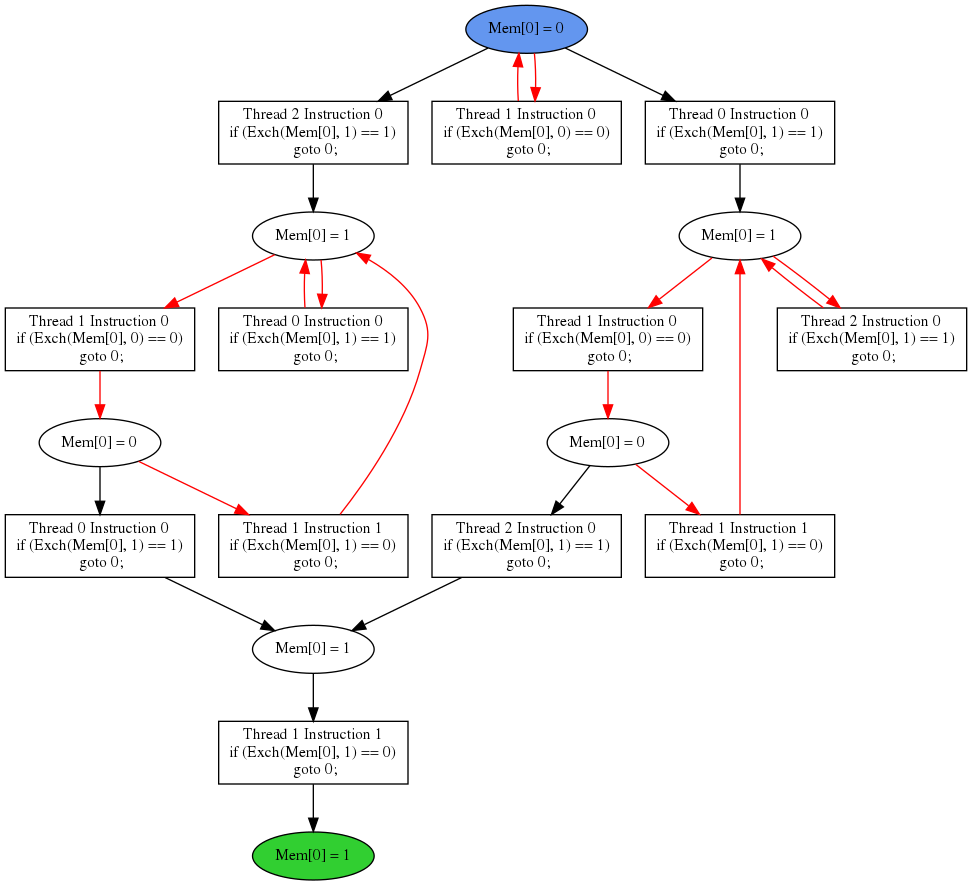 Mem[0] = 0
Thread 2 Instruction 0
if (Exch(Mem[0], 1) == 1)
goto 0;
Thread 1 Instruction 0
if (Exch(Mem[0], 0) == 0)
goto 0;
Thread 0 Instruction 0
if (Exch(Mem[0], 1) == 1)
goto 0;
Mem[0] = 1
Mem[0] = 1
Thread 1 Instruction 0
if (Exch(Mem[0], 0) == 0)
goto 0;
Thread 0 Instruction 0
if (Exch(Mem[0], 1) == 1)
goto 0;
Thread 1 Instruction 0
if (Exch(Mem[0], 0) == 0)
goto 0;
Thread 2 Instruction 0
if (Exch(Mem[0], 1) == 1)
goto 0;
Mem[0] = 0
Mem[0] = 0
Thread 0 Instruction 0
if (Exch(Mem[0], 1) == 1)
goto 0;
Thread 1 Instruction 1
if (Exch(Mem[0], 1) == 0)
goto 0;
Thread 2 Instruction 0
if (Exch(Mem[0], 1) == 1)
goto 0;
Thread 1 Instruction 1
if (Exch(Mem[0], 1) == 0)
goto 0;
Mem[0] = 1
Thread 1 Instruction 1
if (Exch(Mem[0], 1) == 0)
goto 0;
Mem[0] = 1